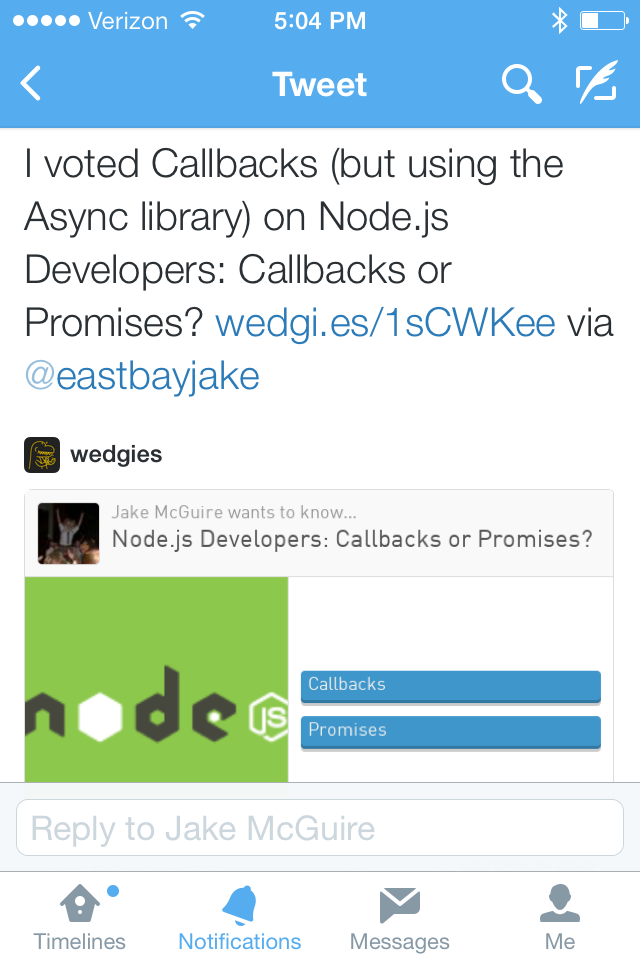 Verizon 5:04 PM
Tweet
I voted Callbacks (but using the
Async library) on Node.js
Developers: Callbacks or
Promises? wedgi.es/1sCWKee via
@eastbayjake
wedgies
Jake McGuire wants to know...
Node.js Developers: Callbacks or Promises?
node JS
Callbacks
Promises
Reply to Jake McGuire
Timelines Notifications Messages Me